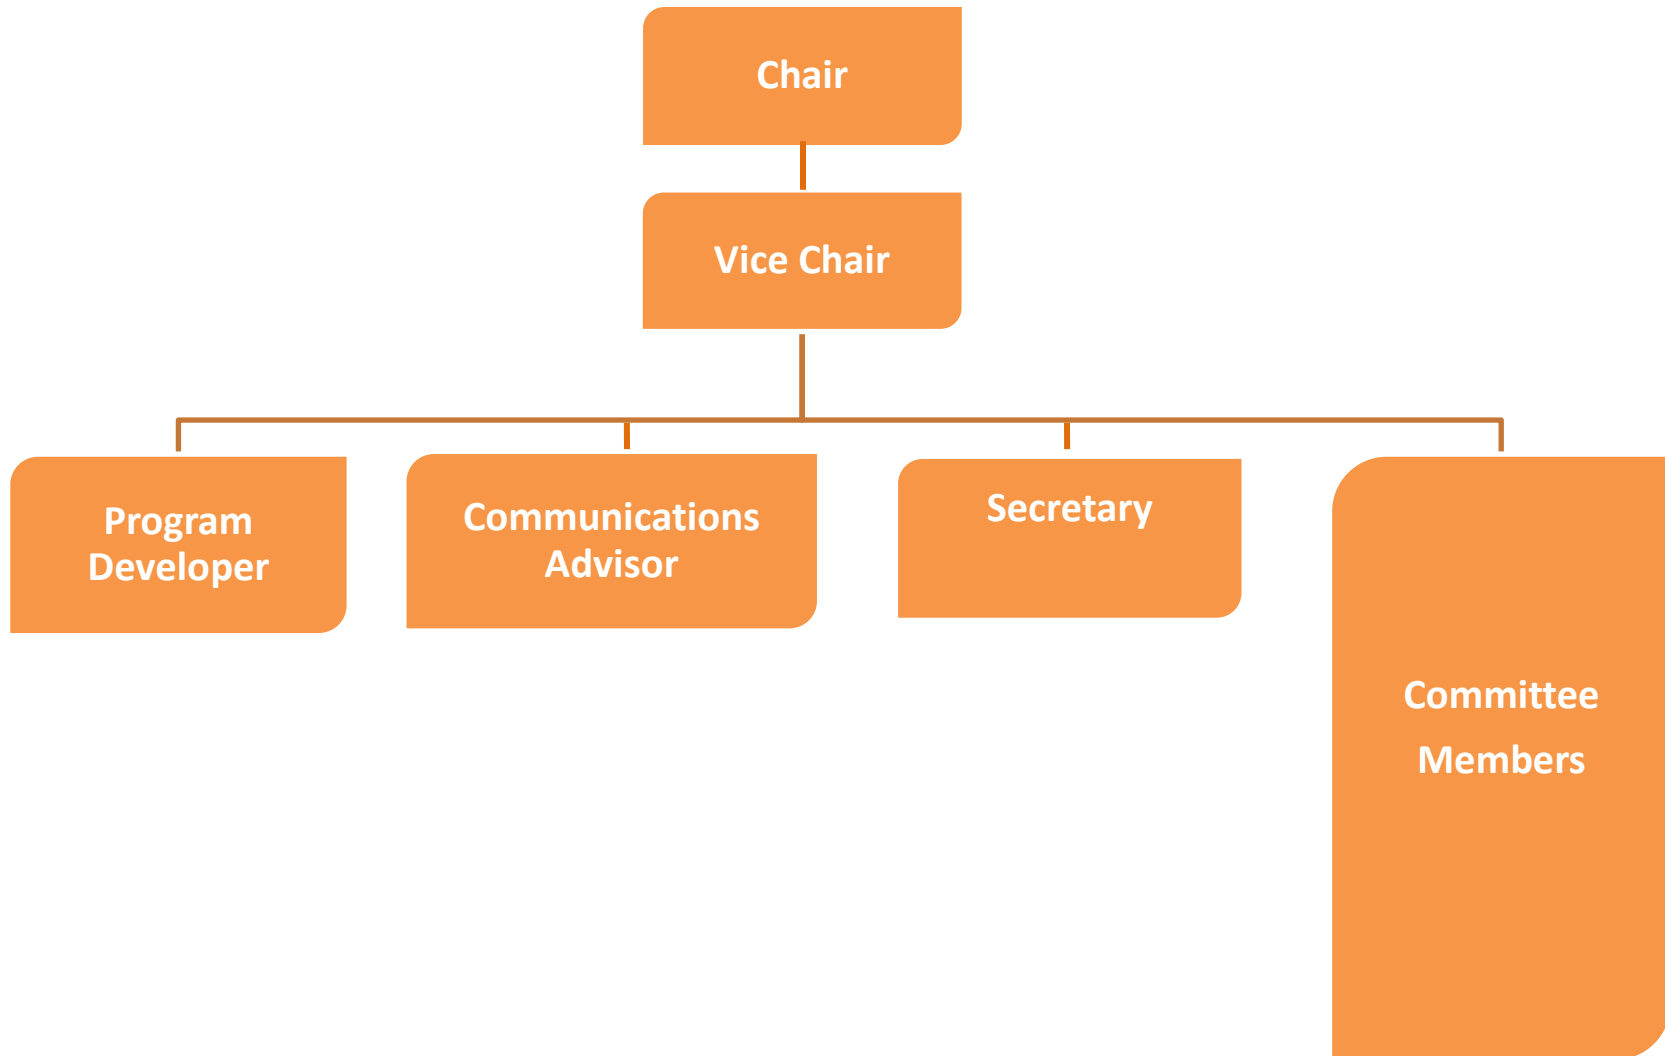 Chair
Vice Chair
Program
Developer
Communications
Advisor
Secretary
Committee
Members